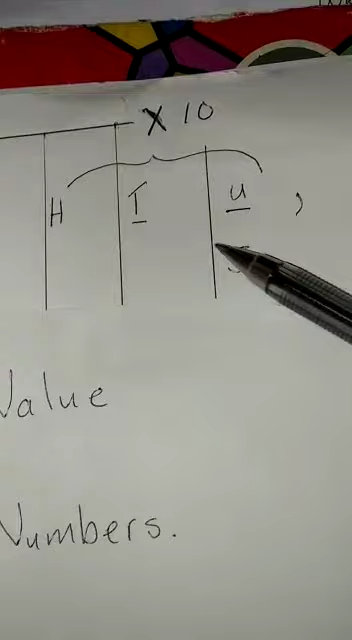 X 10
H T U ,
Value
Numbers.